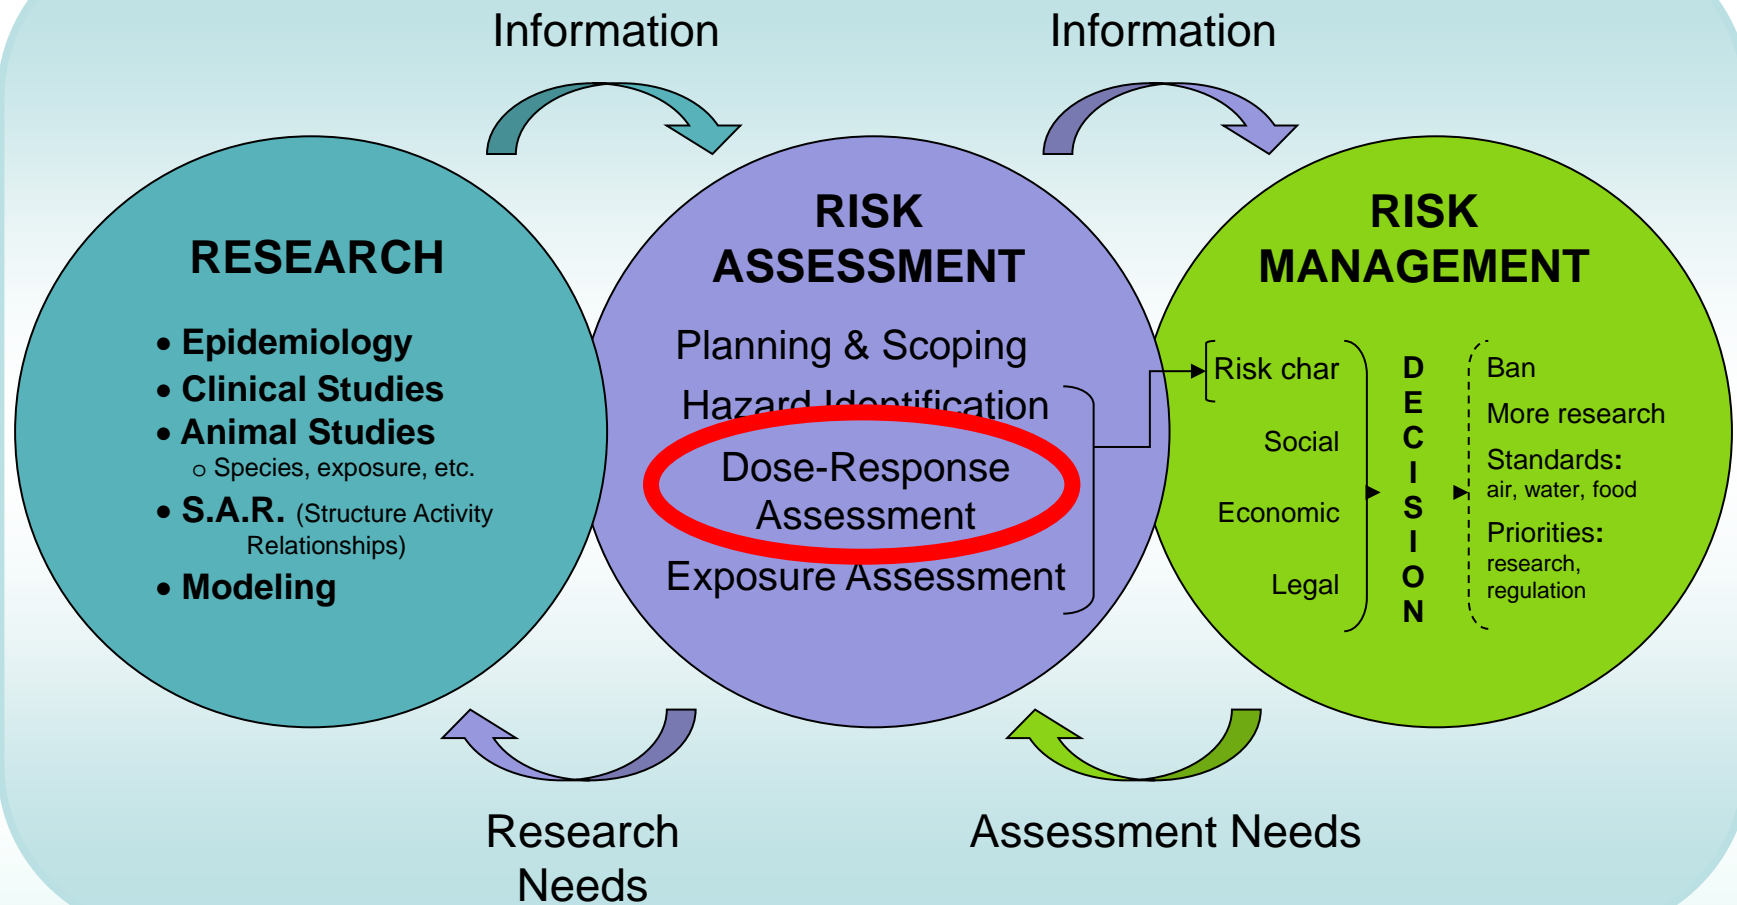 Information
Information
RESEARCH
• Epidemiology
• Clinical Studies
• Animal Studies
o Species, exposure, etc.
• S.A.R. (Structure Activity
Relationships)
• Modeling
RISK
ASSESSMENT
Planning & Scoping
Hazard Identification
Dose-Response
Assessment
Exposure Assessment
RISK
MANAGEMENT
Risk char
Social
Economic
Legal
DECISION
Ban
More research
Standards:
air, water, food
Priorities:
research,
regulation
Research
Needs
Assessment Needs